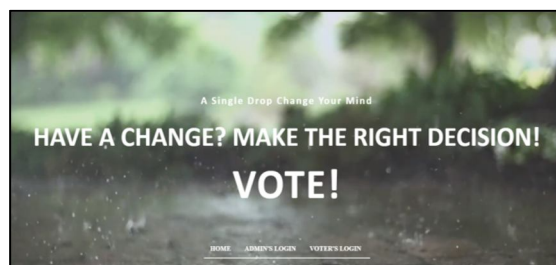 A Single Drop Change Your Mind
HAVE A CHANGE? MAKE THE RIGHT DECISION!
VOTE!
HOME ADMIN'S LOGIN VOTER'S LOGIN